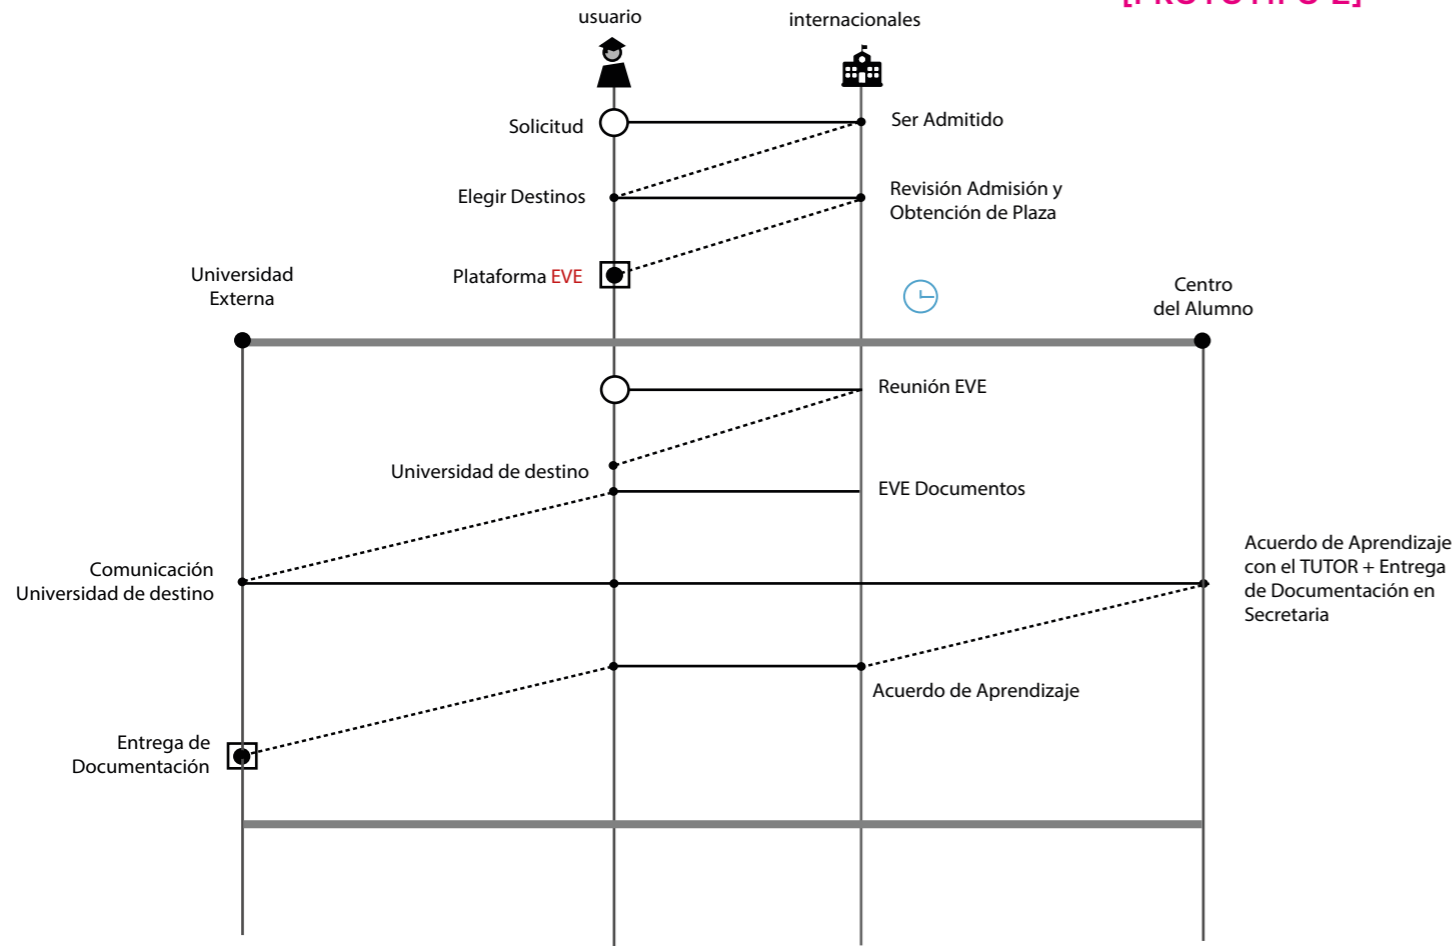 [PROTOTIPO 2]
usuario
internacionales
Solicitud
Ser Admitido
Elegir Destinos
Revisión Admisión y
Obtención de Plaza
Plataforma EVE
Universidad
Externa
Centro
del Alumno
Reunión EVE
Universidad de destino
EVE Documentos
Comunicación
Universidad de destino
Acuerdo de Aprendizaje
con el TUTOR + Entrega
de Documentación en
Secretaria
Acuerdo de Aprendizaje
Entrega de
Documentación